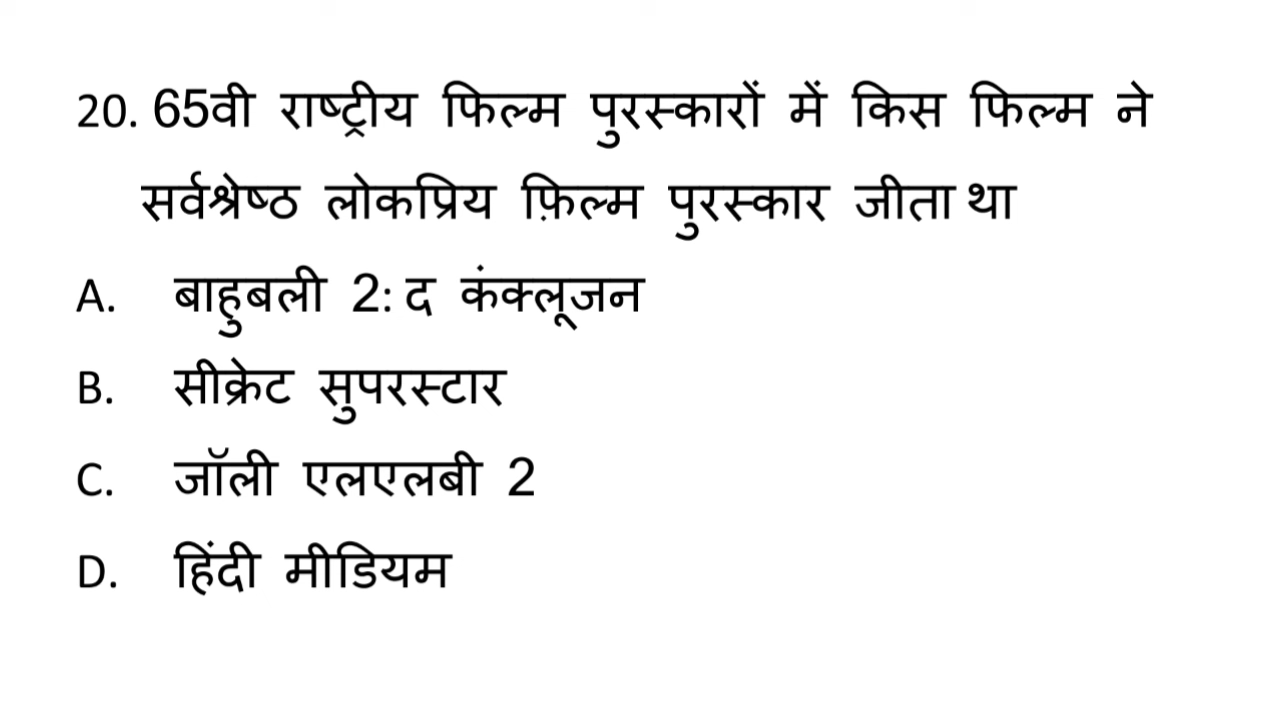 20. 65वी राष्ट्रीय फिल्म पुरस्कारों में किस फिल्म ने
सर्वश्रेष्ठ लोकप्रिय फ़िल्म पुरस्कार जीता था
A. बाहुबली 2: द कंक्लूजन
B. सीक्रेट सुपरस्टार
C. जॉली एलएलबी 2
D. हिंदी मीडियम